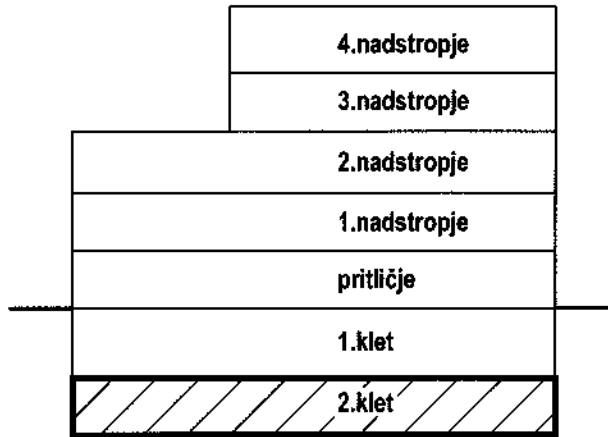 4.nadstropje
3.nadstropje
2.nadstropje
1.nadstropje
pritličje
1.klet
2.klet